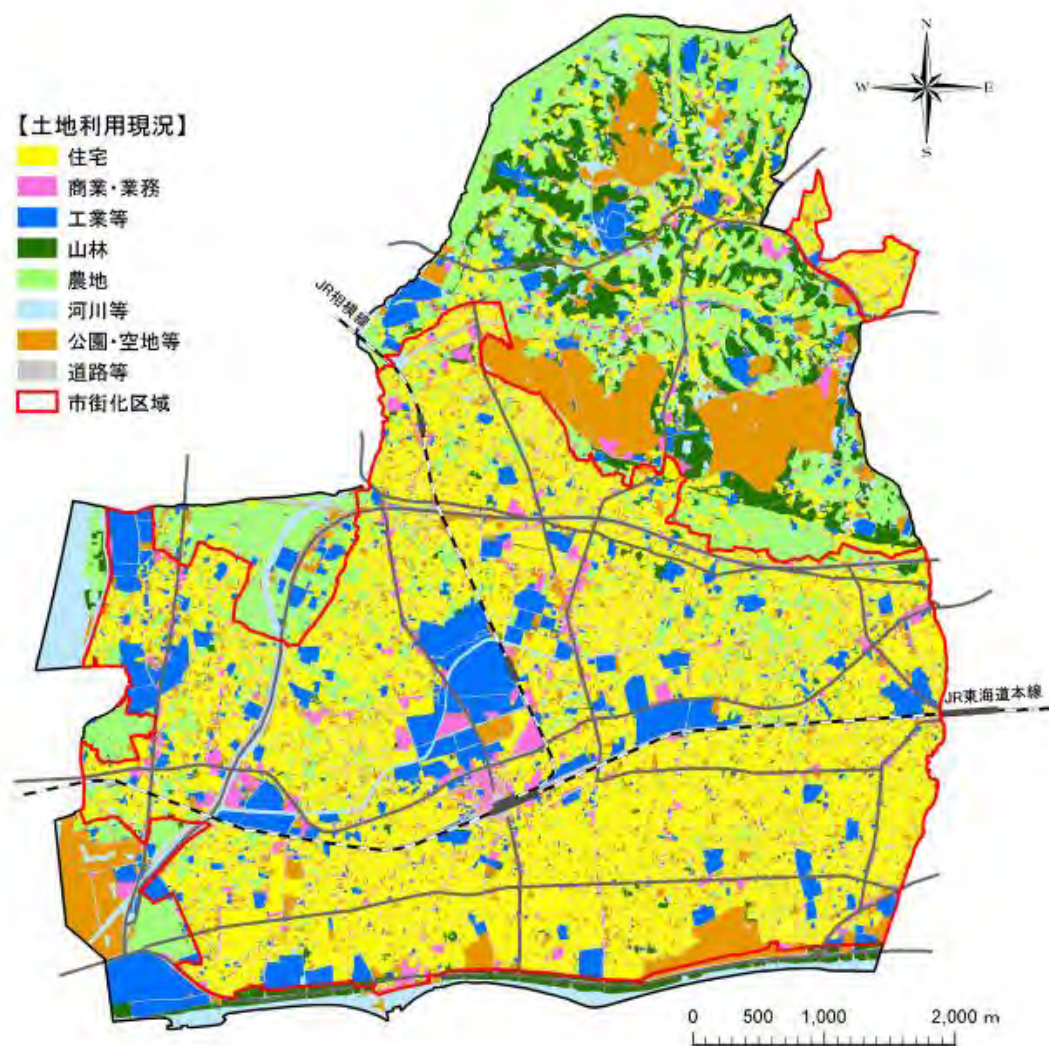 N
W
E
S
【土地利用現況】
住宅
商業・業務
工業等
山林
農地
河川等
公園・空地等
道路等
市街化区域
JR相模線
JR東海道本線
0 500 1,000 2,000 m